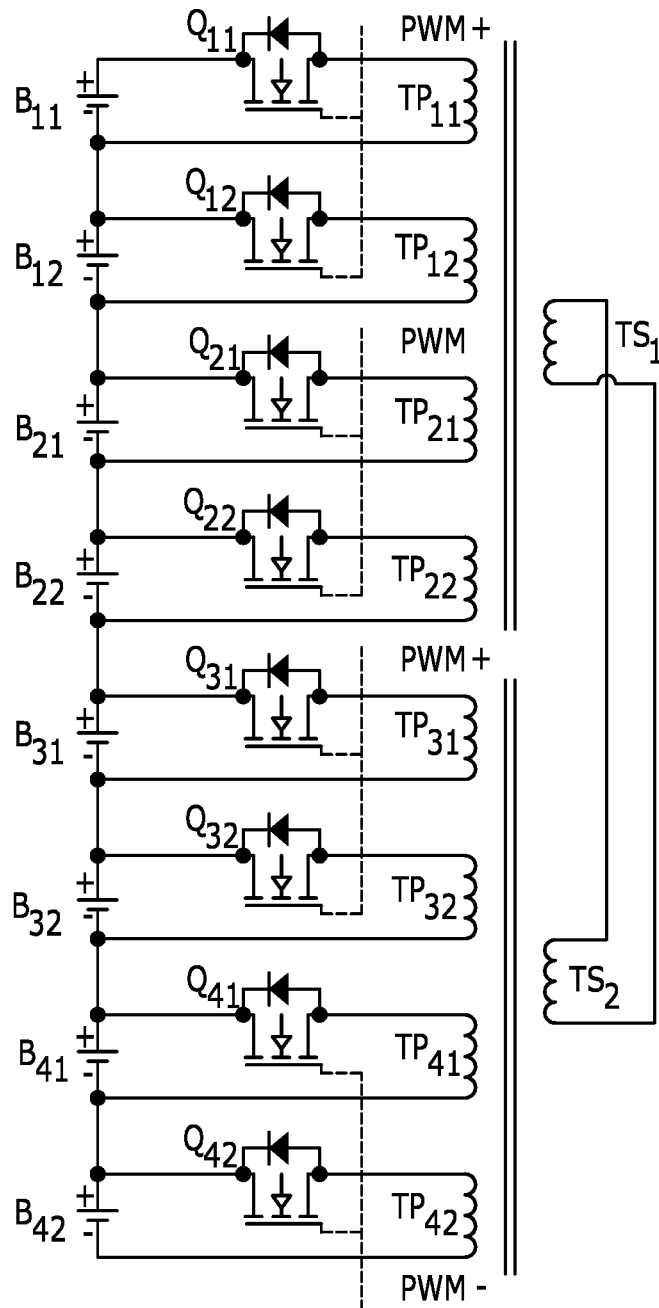 Q11 PWM +
+ B11 - TP11
Q12
+ B12 - TP12
TS1
Q21 PWM
+ B21 - TP21
Q22
+ B22 - TP22
Q31 PWM +
+ B31 - TP31
Q32
+ B32 - TP32
TS2
Q41
+ B41 - TP41
Q42
+ B42 - TP42
PWM -